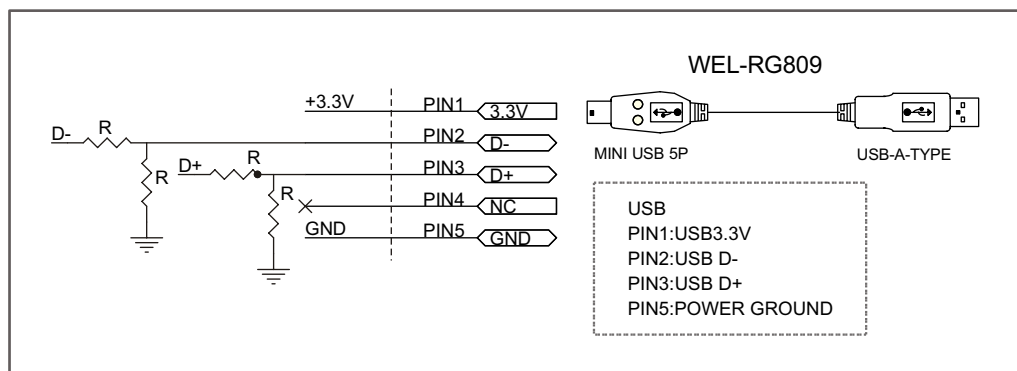 WEL-RG809
+3.3V PIN1 3.3V
D- R PIN2 D-
R D+ R PIN3 D+
R PIN4 NC
GND PIN5 GND
MINI USB 5P USB-A-TYPE
USB
PIN1:USB3.3V
PIN2:USB D-
PIN3:USB D+
PIN5:POWER GROUND